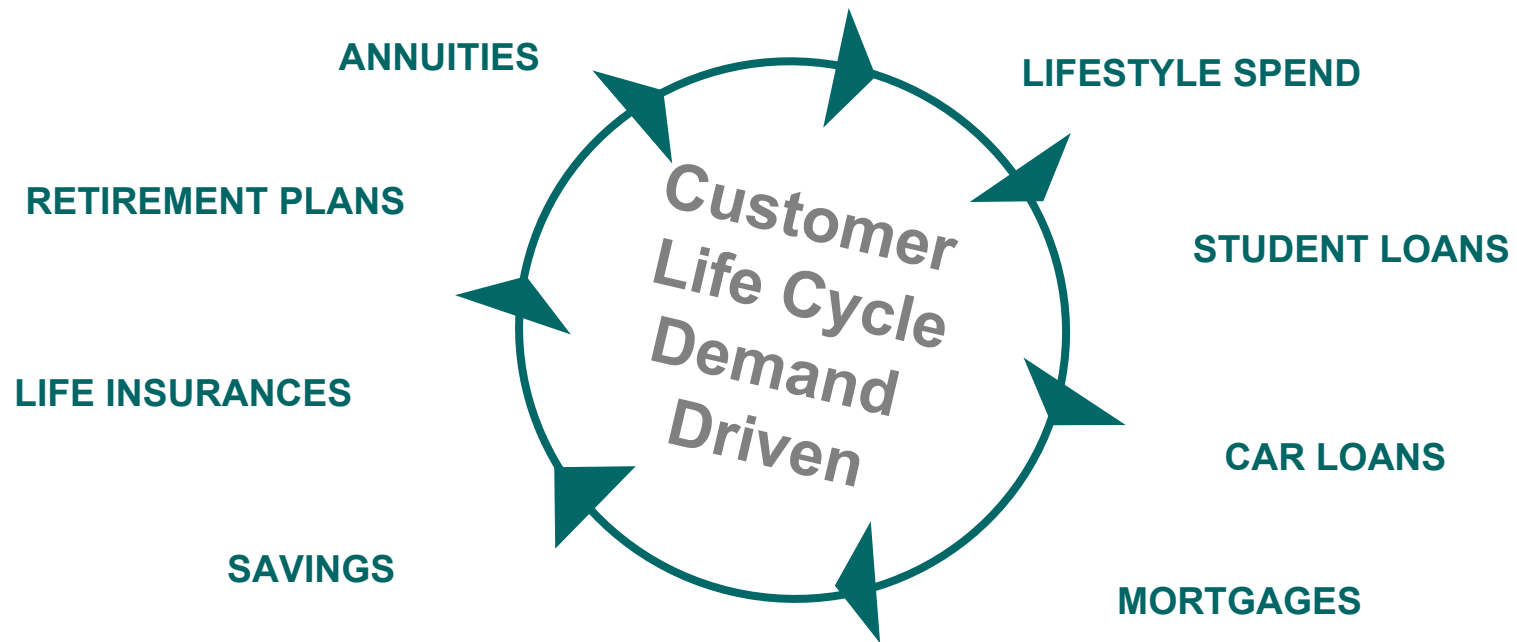 ANNUITIES
LIFESTYLE SPEND
RETIREMENT PLANS
STUDENT LOANS
Customer
Life Cycle
Demand
Driven
LIFE INSURANCES
CAR LOANS
SAVINGS
MORTGAGES